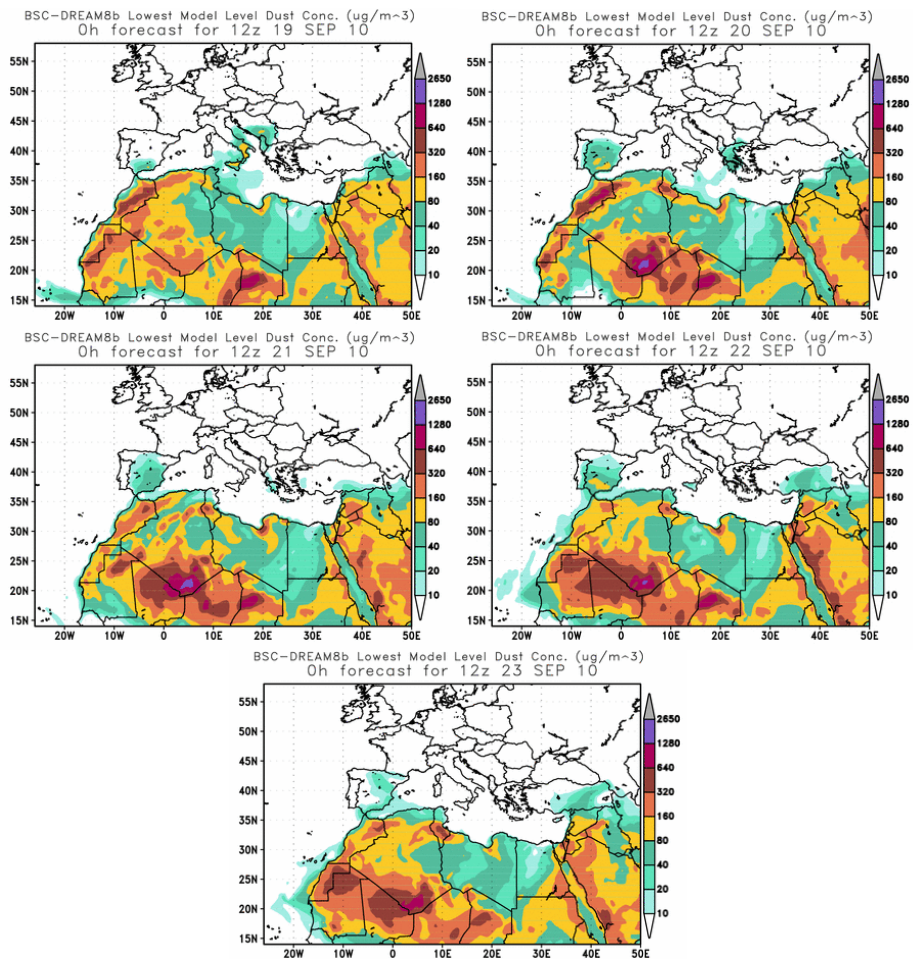 BSC-DREAM8b Lowest Model Level Dust Conc. (ug/m^3)
0h forecast for 12z 19 SEP 10
55N
50N
45N
40N
35N
30N
25N
20N
15N
20W 10W 0 10E 20E 30E 40E 50E
2650
1280
640
320
160
80
40
20
10
BSC-DREAM8b Lowest Model Level Dust Conc. (ug/m^3)
0h forecast for 12z 20 SEP 10
55N
50N
45N
40N
35N
30N
25N
20N
15N
20W 10W 0 10E 20E 30E 40E 50E
2650
1280
640
320
160
80
40
20
10
BSC-DREAM8b Lowest Model Level Dust Conc. (ug/m^3)
0h forecast for 12z 21 SEP 10
55N
50N
45N
40N
35N
30N
25N
20N
15N
20W 10W 0 10E 20E 30E 40E 50E
2650
1280
640
320
160
80
40
20
10
BSC-DREAM8b Lowest Model Level Dust Conc. (ug/m^3)
0h forecast for 12z 22 SEP 10
55N
50N
45N
40N
35N
30N
25N
20N
15N
20W 10W 0 10E 20E 30E 40E 50E
2650
1280
640
320
160
80
40
20
10
BSC-DREAM8b Lowest Model Level Dust Conc. (ug/m^3)
0h forecast for 12z 23 SEP 10
55N
50N
45N
40N
35N
30N
25N
20N
15N
20W 10W 0 10E 20E 30E 40E 50E
2650
1280
640
320
160
80
40
20
10